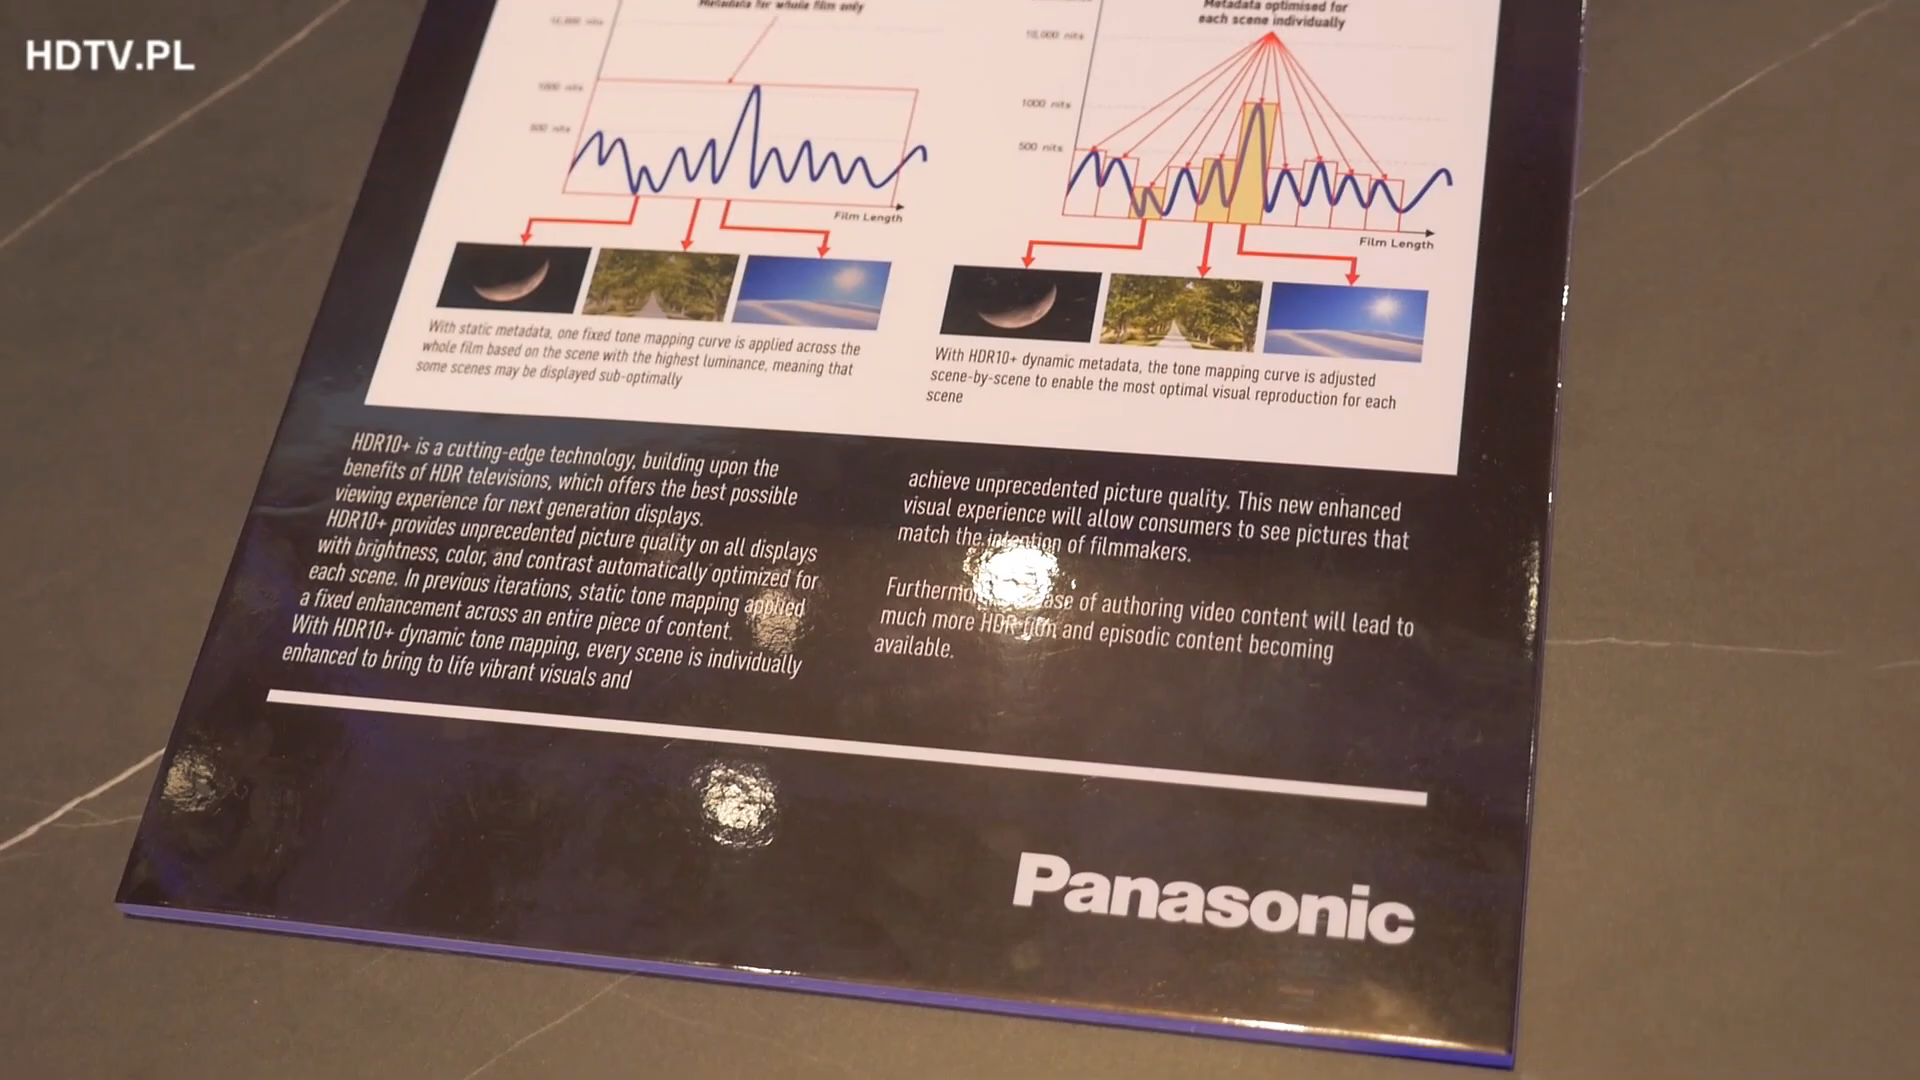 HDTV.PL
Metadata for whole film only
10,000 nits
1000 nits
500 nits
Film Length
With static metadata, one fixed tone mapping curve is applied across the
whole film based on the scene with the highest luminance, meaning that
some scenes may be displayed sub-optimally
Metadata optimised for
each scene individually
10,000 nits
1000 nits
500 nits
Film Length
With HDR10+ dynamic metadata, the tone mapping curve is adjusted
scene-by-scene to enable the most optimal visual reproduction for each
scene
HDR10+ is a cutting-edge technology, building upon the
benefits of HDR televisions, which offers the best possible
viewing experience for next generation displays.
HDR10+ provides unprecedented picture quality on all displays
with brightness, color, and contrast automatically optimized for
each scene. In previous iterations, static tone mapping applied
a fixed enhancement across an entire piece of content.
With HDR10+ dynamic tone mapping, every scene is individually
enhanced to bring to life vibrant visuals and
achieve unprecedented picture quality. This new enhanced
visual experience will allow consumers to see pictures that
match the intention of filmmakers.
of authoring video content will lead to
much more HDR film and episodic content becoming
available.
Panasonic